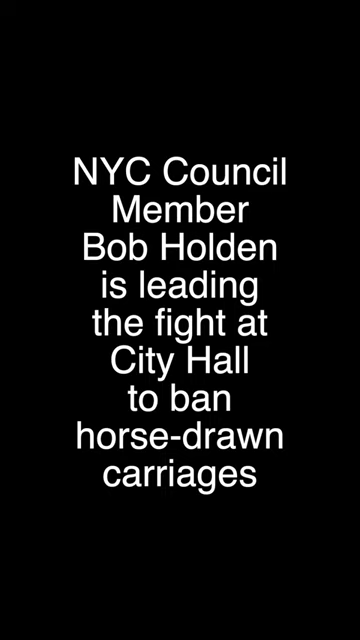 NYC Council
Member
Bob Holden
is leading
the fight at
City Hall
to ban
horse-drawn
carriages